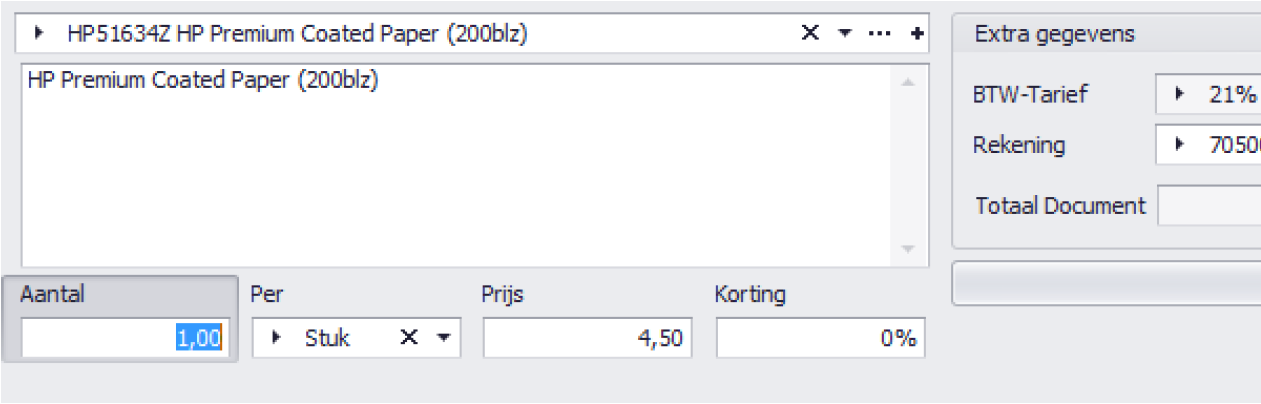 HP51634Z HP Premium Coated Paper (200blz)
HP Premium Coated Paper (200blz)
Aantal Per Prijs Korting
1,00 Stuk 4,50 0%
Extra gegevens
BTW-Tarief 21%
Rekening
Totaal Document